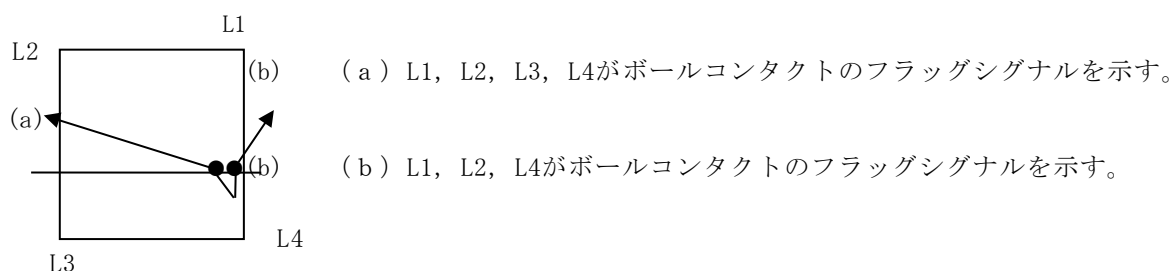 L1
L2
(b) (a) L1, L2, L3, L4がボールコンタクトのフラッグシグナルを示す。
(a)
(b) (b) L1, L2, L4がボールコンタクトのフラッグシグナルを示す。
L4
L3